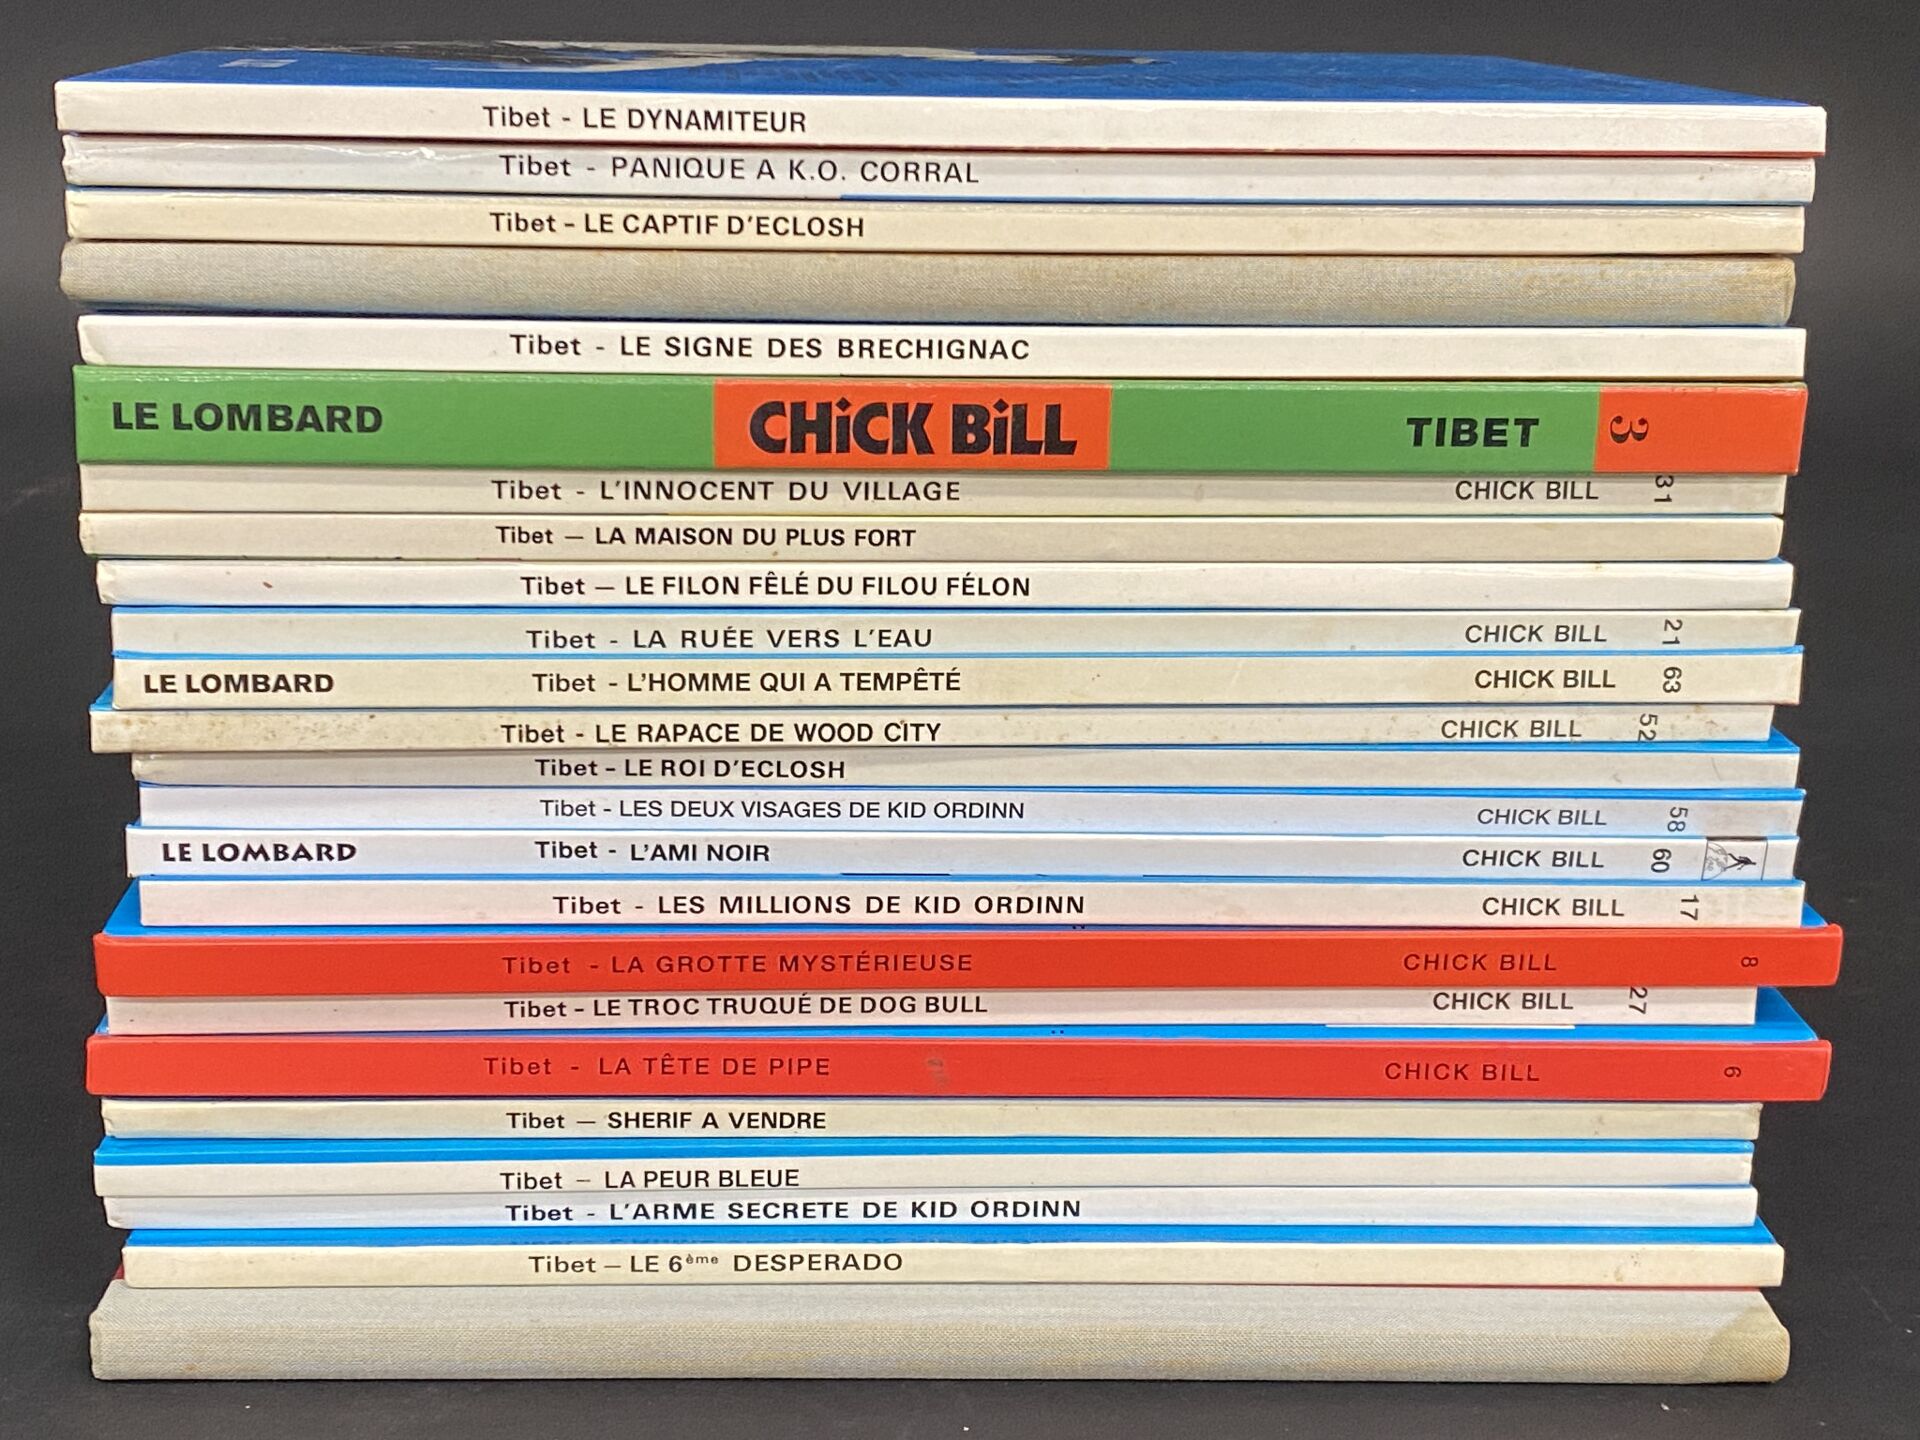 Tibet - LE DYNAMITEUR
Tibet - PANIQUE A K.O. CORRAL
Tibet - LE CAPTIF D'ECLOSH
Tibet - LE SIGNE DES BRECHIGNAC
LE LOMBARD CHiCK BiLL TIBET 3
Tibet - L'INNOCENT DU VILLAGE CHICK BILL 31
Tibet — LA MAISON DU PLUS FORT
Tibet — LE FILON FÊLÉ DU FILOU FÉLON
Tibet - LA RUÉE VERS L'EAU CHICK BILL 21
LE LOMBARD Tibet - L'HOMME QUI A TEMPÊTÉ CHICK BILL 63
Tibet - LE RAPACE DE WOOD CITY CHICK BILL 52
Tibet - LE ROI D'ECLOSH
Tibet - LES DEUX VISAGES DE KID ORDINN CHICK BILL 58
LE LOMBARD Tibet - L'AMI NOIR CHICK BILL 60
Tibet - LES MILLIONS DE KID ORDINN CHICK BILL 17
Tibet - LA GROTTE MYSTÉRIEUSE CHICK BILL 8
Tibet - LE TROC TRUQUÉ DE DOG BULL CHICK BILL 27
Tibet - LA TÊTE DE PIPE CHICK BILL 6
Tibet — SHERIF A VENDRE
Tibet — LA PEUR BLEUE
Tibet - L'ARME SECRETE DE KID ORDINN
Tibet — LE 6ème DESPERADO